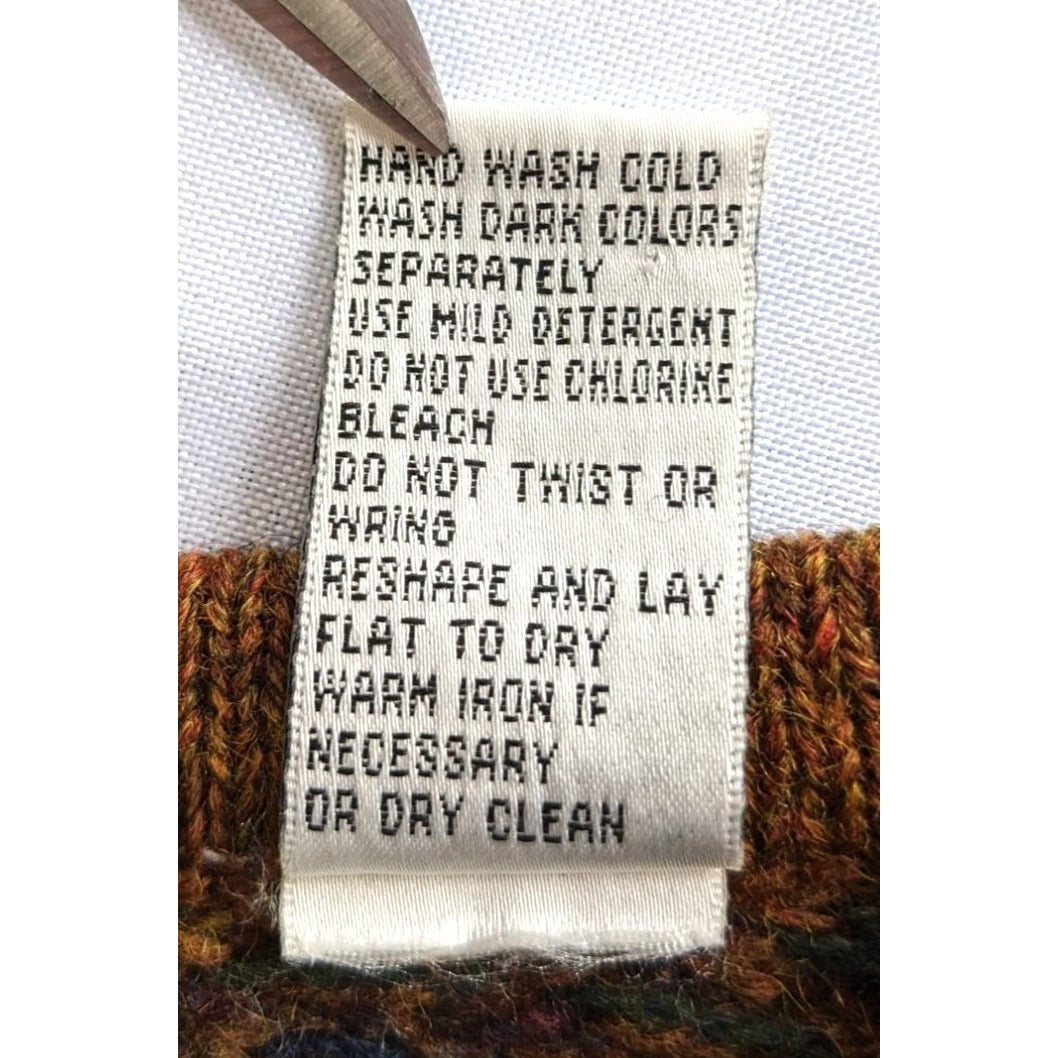 HAND WASH COLD
WASH DARK COLORS
SEPARATELY
USE MILD DETERGENT
DO NOT USE CHLORINE
BLEACH
DO NOT TWIST OR
WRING
RESHAPE AND LAY
FLAT TO DRY
WARM IRON IF
NECESSARY
OR DRY CLEAN